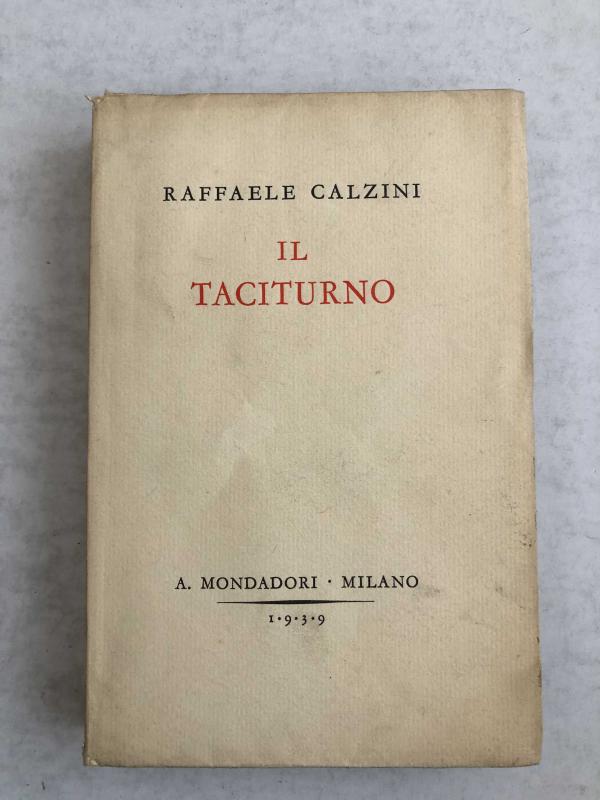 RAFFAELE CALZINI
IL
TACITURNO
A. MONDADORI · MILANO
1·9·3·9